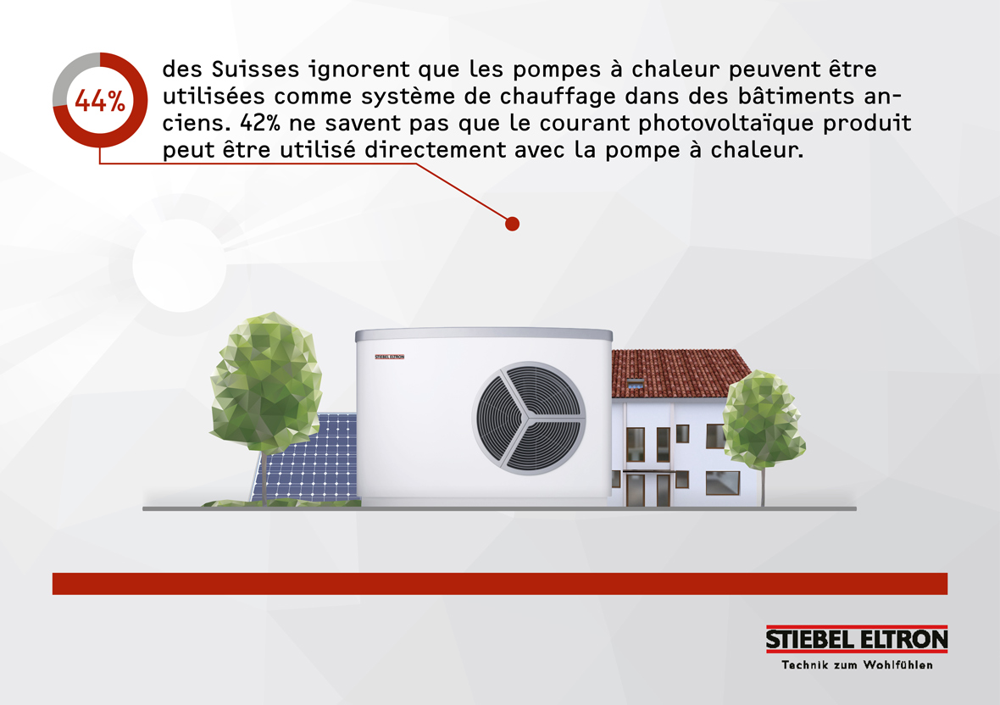 44%
des Suisses ignorent que les pompes à chaleur peuvent être
utilisées comme système de chauffage dans des bâtiments an-
ciens. 42% ne savent pas que le courant photovoltaïque produit
peut être utilisé directement avec la pompe à chaleur.
STIEBEL ELTRON
STIEBEL ELTRON
Technik zum Wohlfühlen